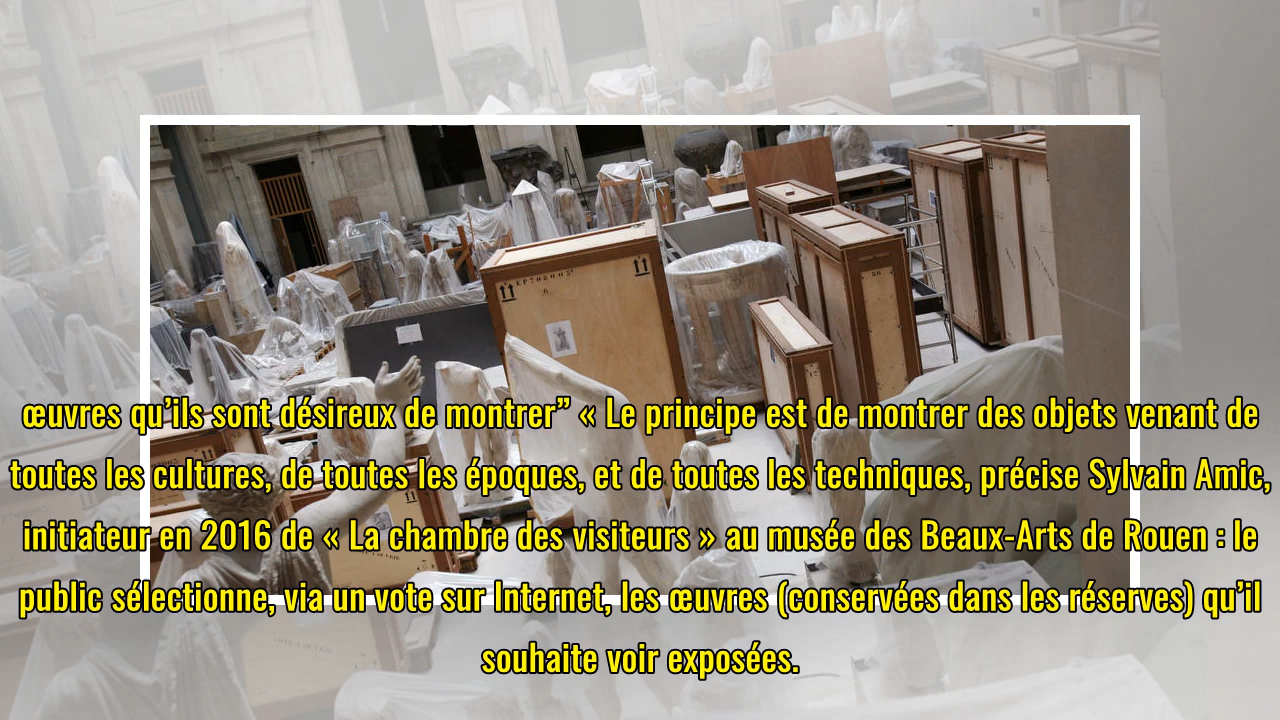 EP708005
6
80
œuvres qu’ils sont désireux de montrer” « Le principe est de montrer des objets venant de
toutes les cultures, de toutes les époques, et de toutes les techniques, précise Sylvain Amic,
initiateur en 2016 de « La chambre des visiteurs » au musée des Beaux-Arts de Rouen : le
public sélectionne, via un vote sur Internet, les œuvres (conservées dans les réserves) qu’il
souhaite voir exposées.